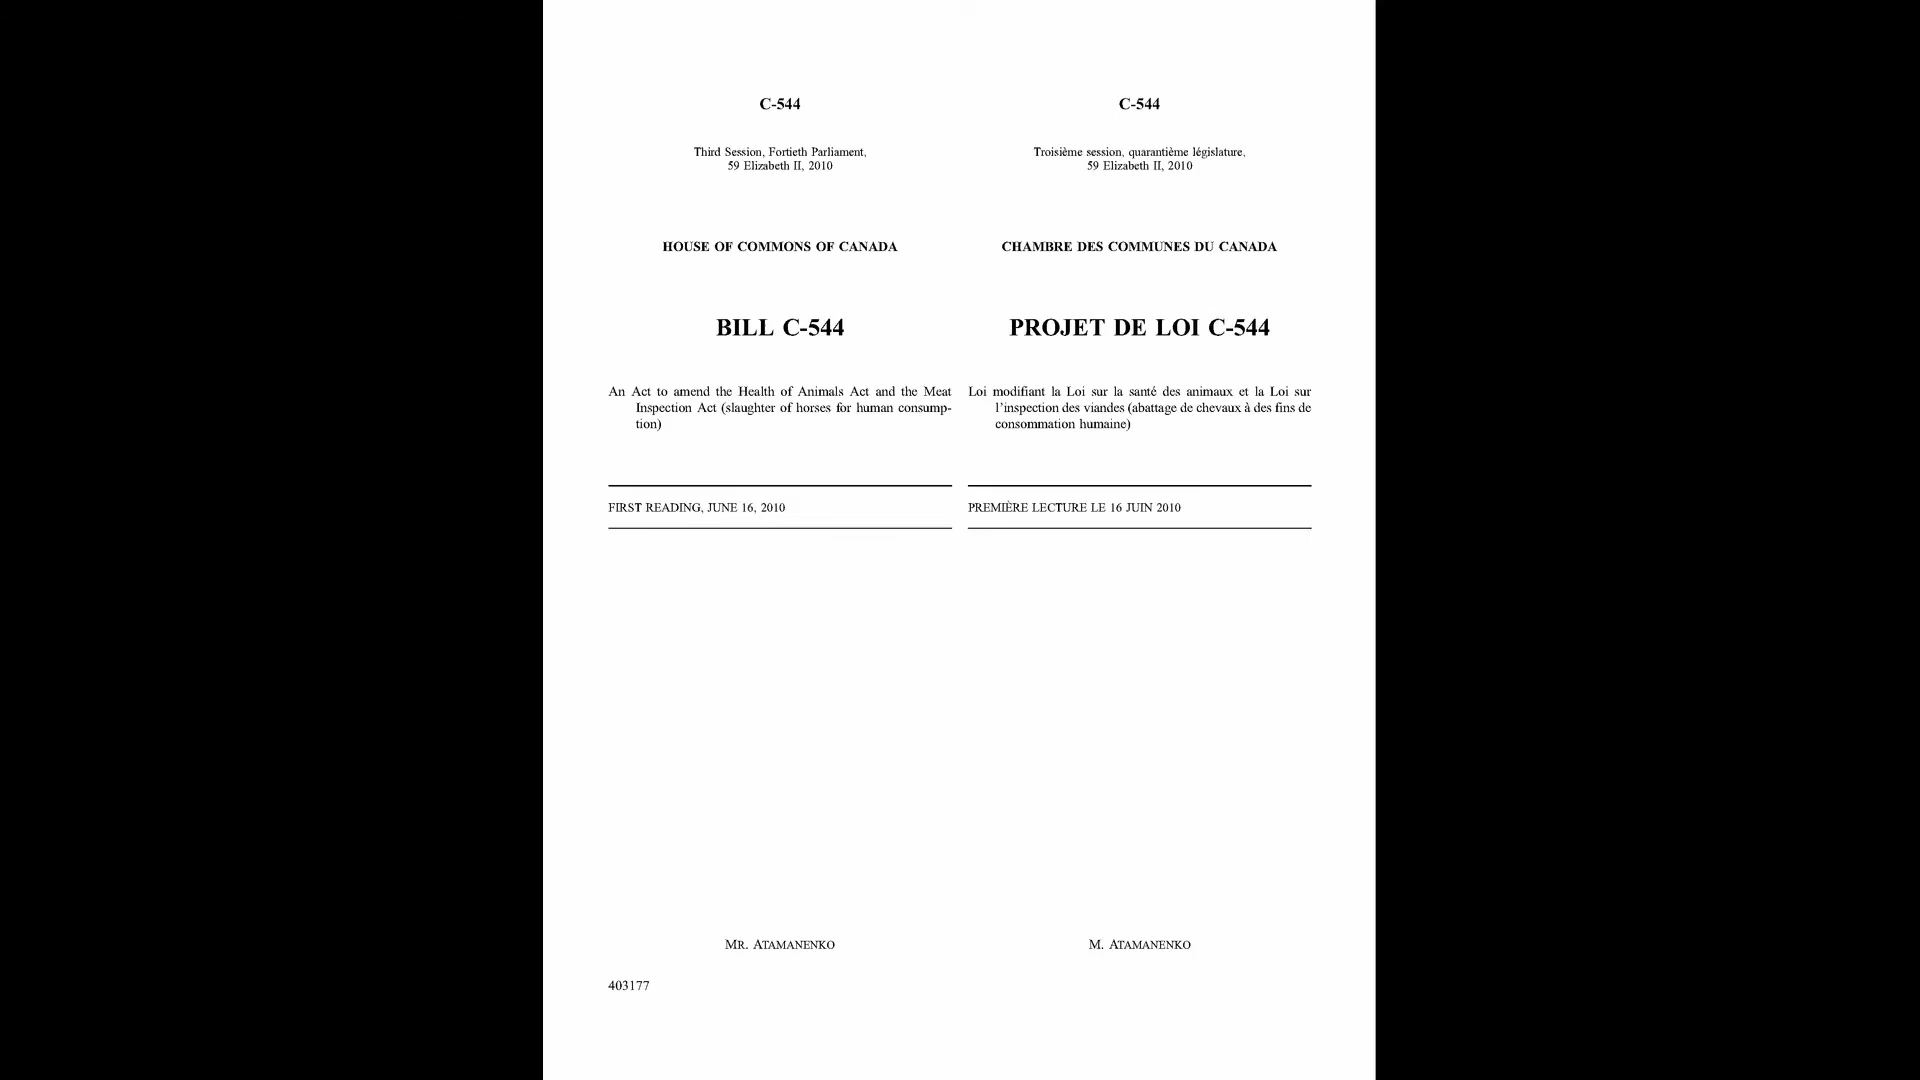 C-544
Third Session, Fortieth Parliament,
59 Elizabeth II, 2010
HOUSE OF COMMONS OF CANADA
BILL C-544
An Act to amend the Health of Animals Act and the Meat
Inspection Act (slaughter of horses for human consump-
tion)
FIRST READING, JUNE 16, 2010
MR. ATAMANENKO
403177
C-544
Troisième session, quarantième législature,
59 Elizabeth II, 2010
CHAMBRE DES COMMUNES DU CANADA
PROJET DE LOI C-544
Loi modifiant la Loi sur la santé des animaux et la Loi sur
l’inspection des viandes (abattage de chevaux à des fins de
consommation humaine)
PREMIÈRE LECTURE LE 16 JUIN 2010
M. ATAMANENKO